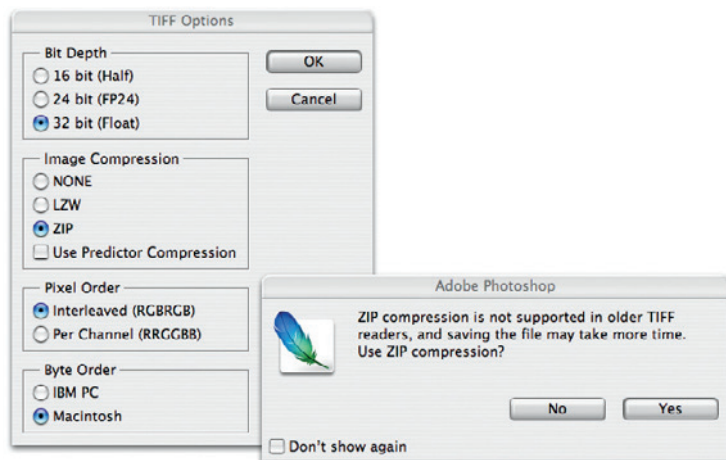 TIFF Options
Bit Depth
16 bit (Half)
24 bit (FP24)
32 bit (Float)
OK
Cancel
Image Compression
NONE
LZW
ZIP
Use Predictor Compression
Pixel Order
Interleaved (RGBRGB)
Per Channel (RRGGBB)
Byte Order
IBM PC
Macintosh
Adobe Photoshop
ZIP compression is not supported in older TIFF
readers, and saving the file may take more time.
Use ZIP compression?
No
Yes
Don't show again